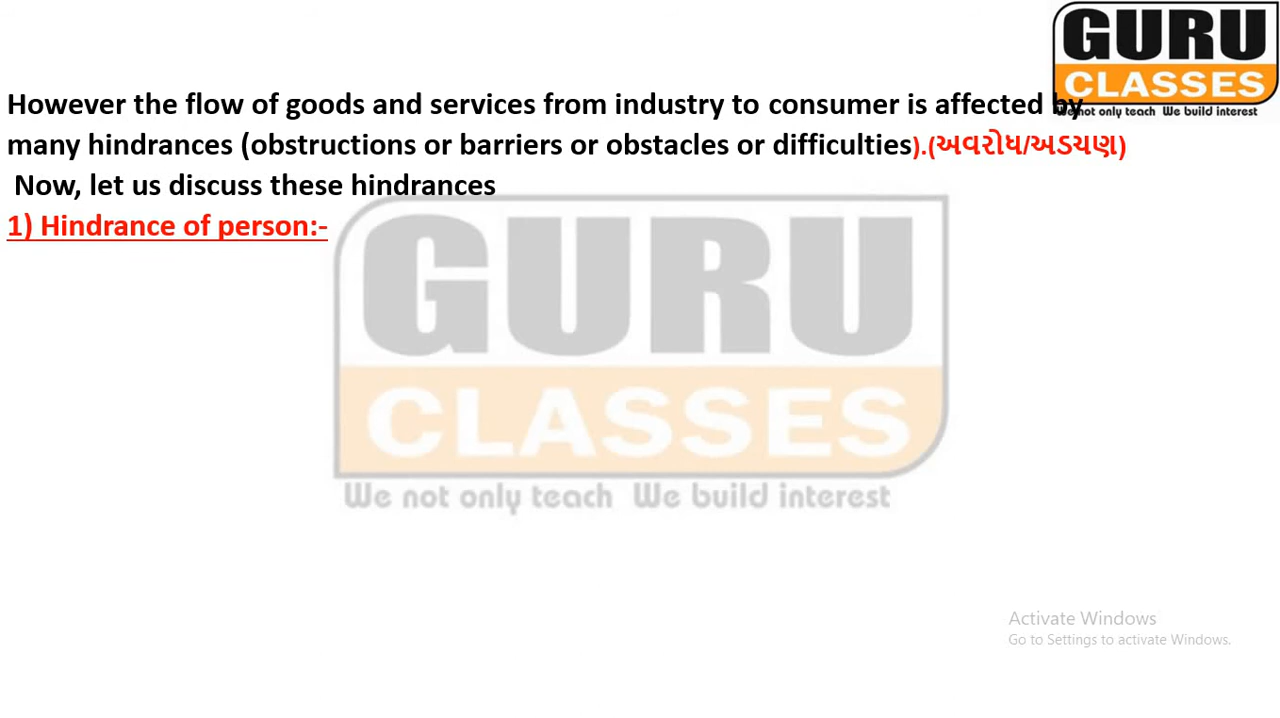 GURU
CLASSES
We not only teach We build interest
However the flow of goods and services from industry to consumer is affected by
many hindrances (obstructions or barriers or obstacles or difficulties).(અવરોધ/અડચણ)
Now, let us discuss these hindrances
1) Hindrance of person:-
GURU
CLASSES
We not only teach We build interest
Activate Windows
Go to Settings to activate Windows.